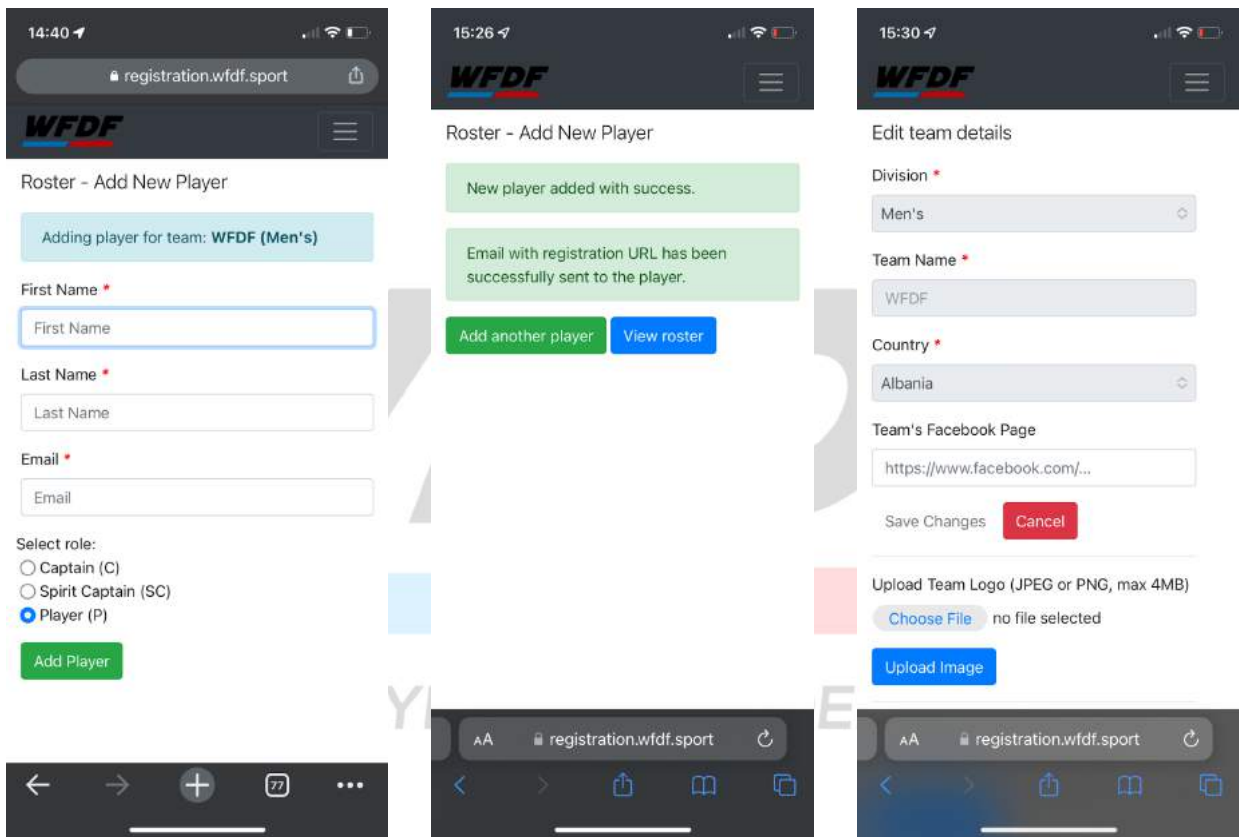 14:40
registration.wfdf.sport
WFDF
Roster - Add New Player
Adding player for team: WFDF (Men's)
First Name *
First Name
Last Name *
Last Name
Email *
Email
Select role:
Captain (C)
Spirit Captain (SC)
Player (P)
Add Player
77
15:26
WFDF
Roster - Add New Player
New player added with success.
Email with registration URL has been
successfully sent to the player.
Add another player View roster
AA registration.wfdf.sport
15:30
WFDF
Edit team details
Division *
Men's
Team Name *
WFDF
Country *
Albania
Team's Facebook Page
https://www.facebook.com/...
Save Changes Cancel
Upload Team Logo (JPEG or PNG, max 4MB)
Choose File no file selected
Upload Image
AA registration.wfdf.sport